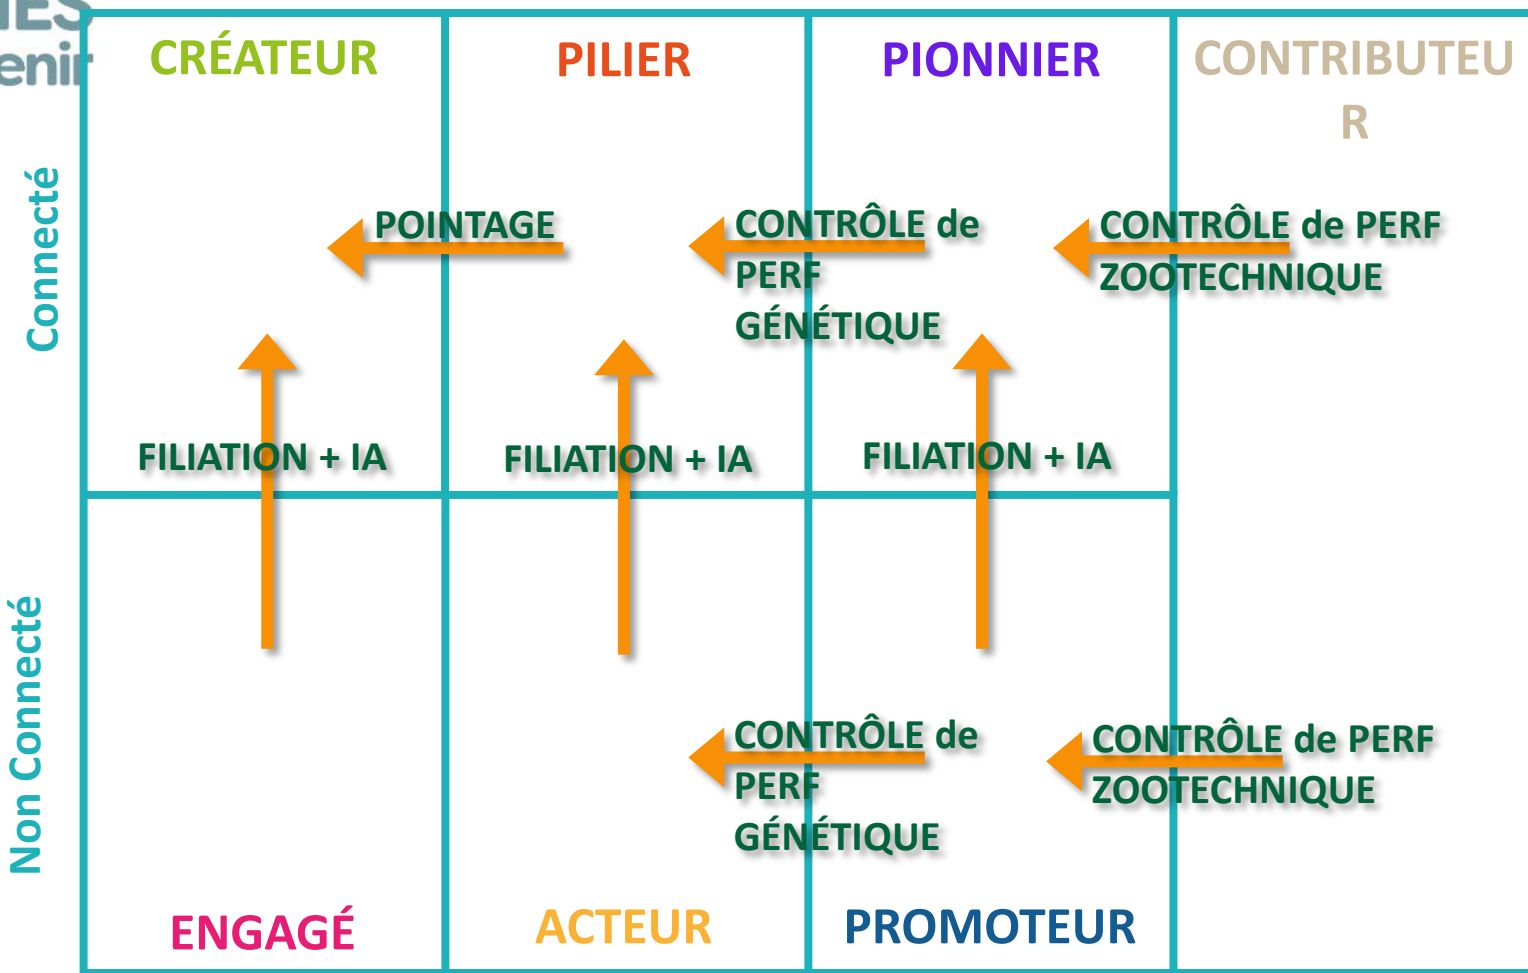 enir
CRÉATEUR
PILIER
PIONNIER
CONTRIBUTEU
R
Connecté
POINTAGE
CONTRÔLE de
PERF
GÉNÉTIQUE
CONTRÔLE de PERF
ZOOTECHNIQUE
FILIATION + IA
FILIATION + IA
FILIATION + IA
Non Connecté
CONTRÔLE de
PERF
GÉNÉTIQUE
CONTRÔLE de PERF
ZOOTECHNIQUE
ENGAGÉ
ACTEUR
PROMOTEUR